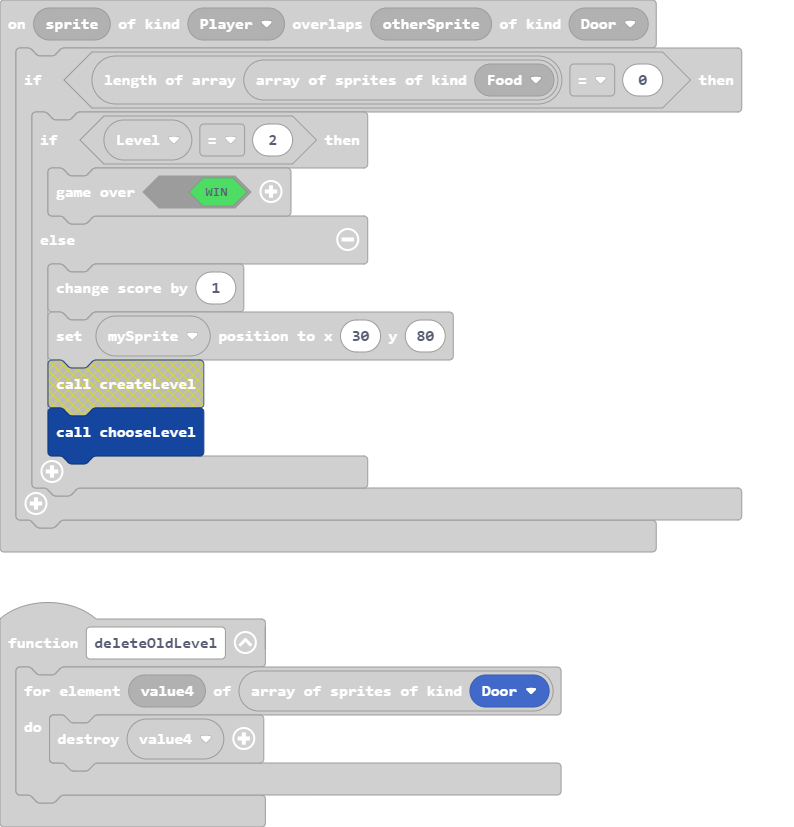 on sprite of kind Player overlaps otherSprite of kind Door
if length of array array of sprites of kind Food = 0 then
if Level = 2 then
game over WIN
else
change score by 1
set mySprite position to x 30 y 80
call createLevel
call chooseLevel
function deleteOldLevel
for element value4 of array of sprites of kind Door
do
destroy value4